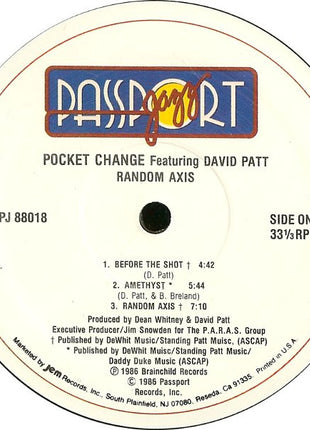 PASSPORT
jazz
POCKET CHANGE Featuring DAVID PATT
RANDOM AXIS
PJ 88018
SIDE ON
33⅓ RP
1. BEFORE THE SHOT † 4:42
(D. Patt)
2. AMETHYST * 5:44
(D. Patt, & B. Breland)
3. RANDOM AXIS † 7:10
Produced by Dean Whitney & David Patt
Executive Producer/Jim Snowden for The P.A.R.A.S. Group
† Published by DeWhit Music/Standing Patt Muisc, (ASCAP)
* Published by DeWit Music/Standing Patt Music/
Daddy Duke Music (ASCAP)
Ⓟ 1986 Brainchild Records
© 1986 Passport
Records, Inc.
Marketed by jem Records, Inc., South Plainfield, NJ 07080. Reseda, Ca 91335. Printed in U.S.A